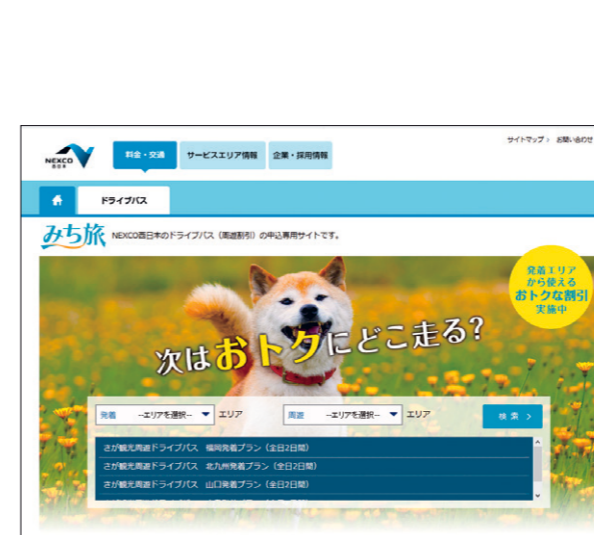 サイトマップ › お問い合わせ
NEXCO
西日本
料金・交通
サービスエリア情報
企業・採用情報
ドライブパス
みち旅
NEXCO西日本のドライブパス(周遊割引)の申込専用サイトです。
発着エリア
から使える
おトクな割引
実施中
次はおトクにどこ走る?
発着 --エリアを選択-- ▼ エリア
周遊 --エリアを選択-- ▼ エリア
検索 >
さが観光周遊ドライブパス 福岡発着プラン(全日2日間)
さが観光周遊ドライブパス 北九州発着プラン(全日2日間)
さが観光周遊ドライブパス 山口発着プラン(全日2日間)